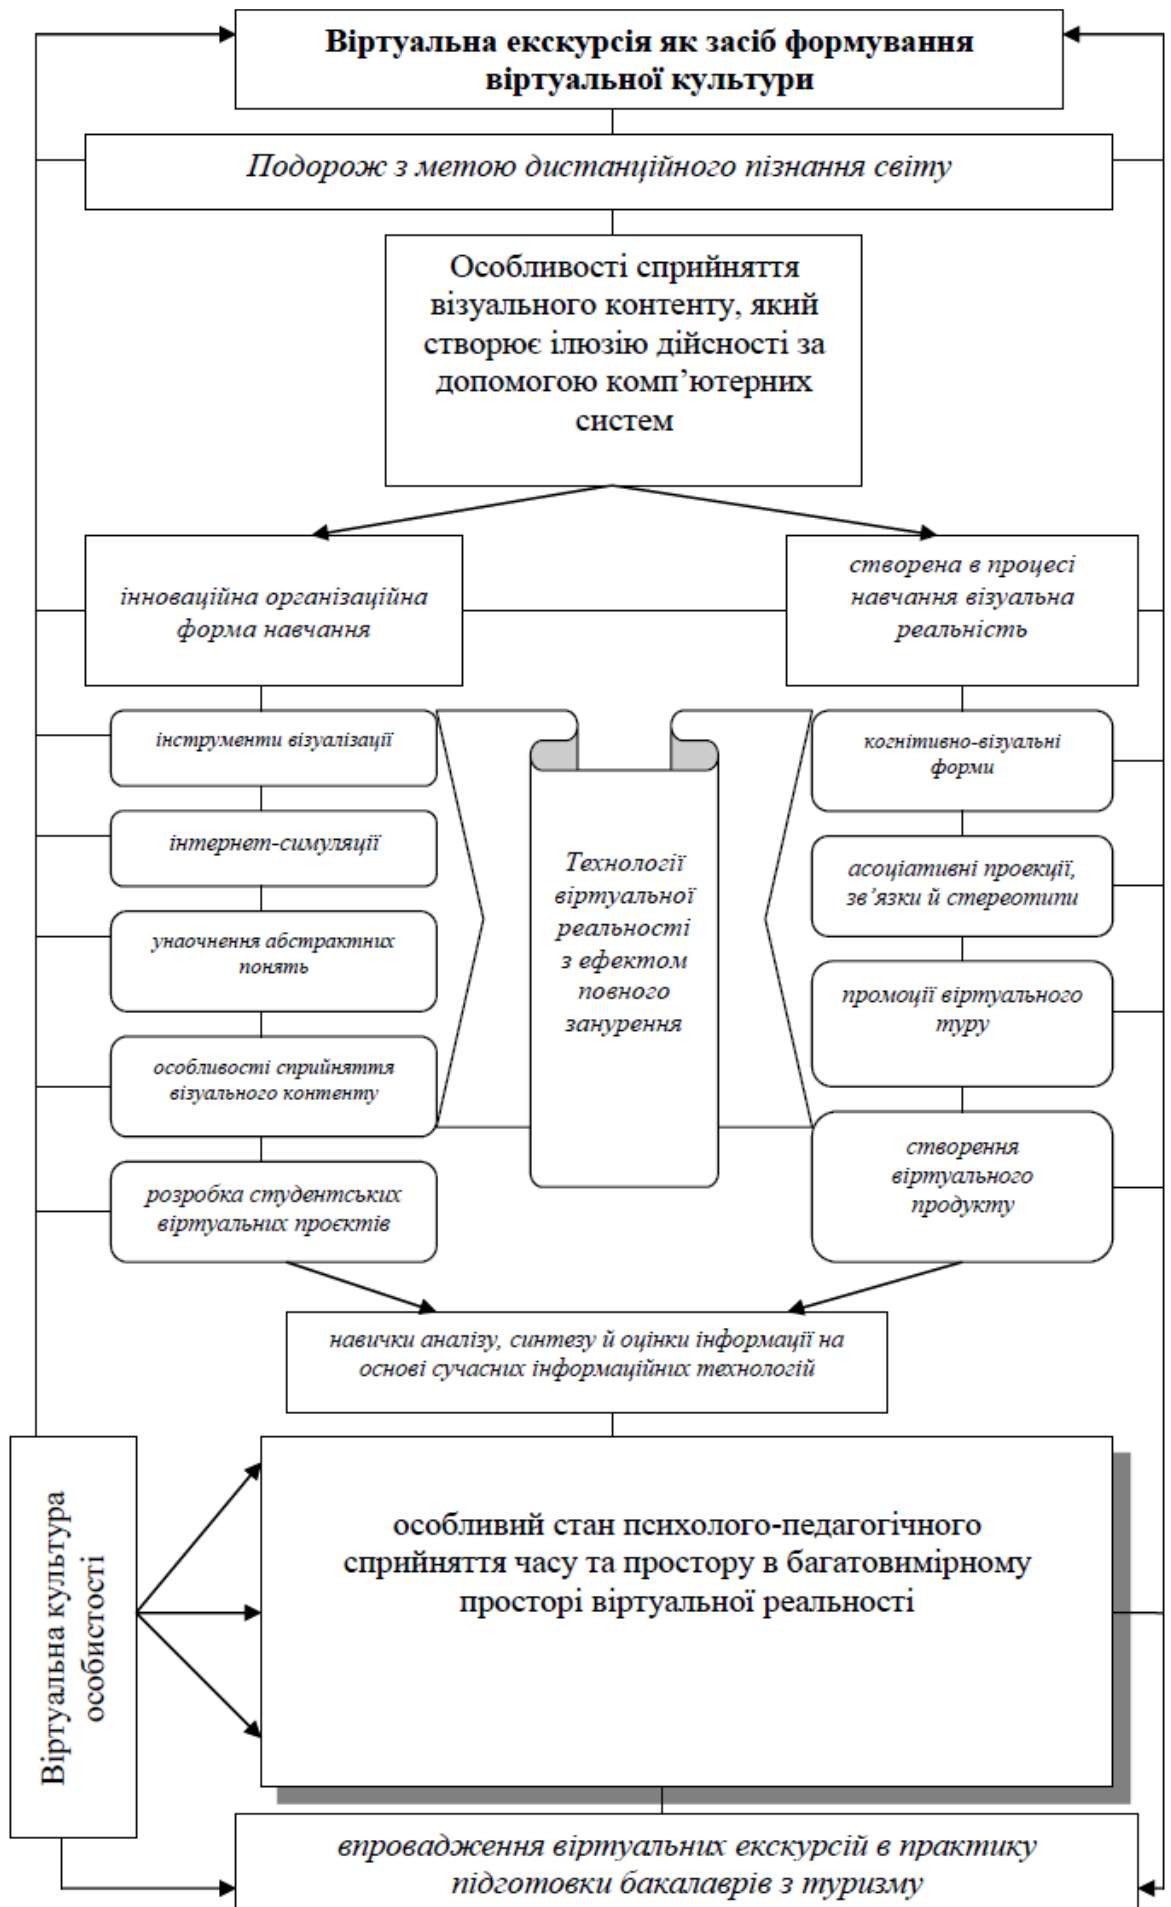 Віртуальна екскурсія як засіб формування
віртуальної культури
Подорож з метою дистанційного пізнання світу
Особливості сприйняття
візуального контенту, який
створює ілюзію дійсності за
допомогою комп’ютерних
систем
інноваційна організаційна
форма навчання
створена в процесі
навчання візуальна
реальність
інструменти візуалізації
інтернет-симуляції
унаочнення абстрактних
понять
особливості сприйняття
візуального контенту
розробка студентських
віртуальних проєктів
Технології
віртуальної
реальності
з ефектом
повного
занурення
когнітивно-візуальні
форми
асоціативні проекції,
зв’язки й стереотипи
промоції віртуального
туру
створення
віртуального
продукту
навички аналізу, синтезу й оцінки інформації на
основі сучасних інформаційних технологій
Віртуальна культура
особистості
особливий стан психолого-педагогічного
сприйняття часу та простору в багатовимірному
просторі віртуальної реальності
впровадження віртуальних екскурсій в практику
підготовки бакалаврів з туризму